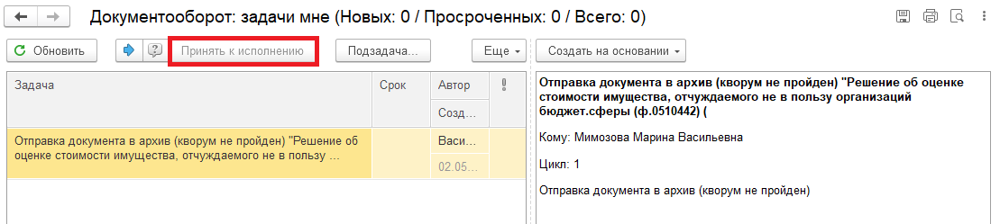 Документооборот: задачи мне (Новых: 0 / Просроченных: 0 / Всего: 0)
Обновить
Принять к исполнению
Подзадача...
Еще
Создать на основании
Задача
Срок
Автор
Созд...
Отправка документа в архив (кворум не пройден) "Решение об
оценке стоимости имущества, отчуждаемого не в пользу ...
Васи...
02.05...
Отправка документа в архив (кворум не пройден) "Решение об оценке
стоимости имущества, отчуждаемого не в пользу организаций
бюджет.сферы (ф.0510442) (
Кому: Мимозова Марина Васильевна
Цикл: 1
Отправка документа в архив (кворум не пройден)